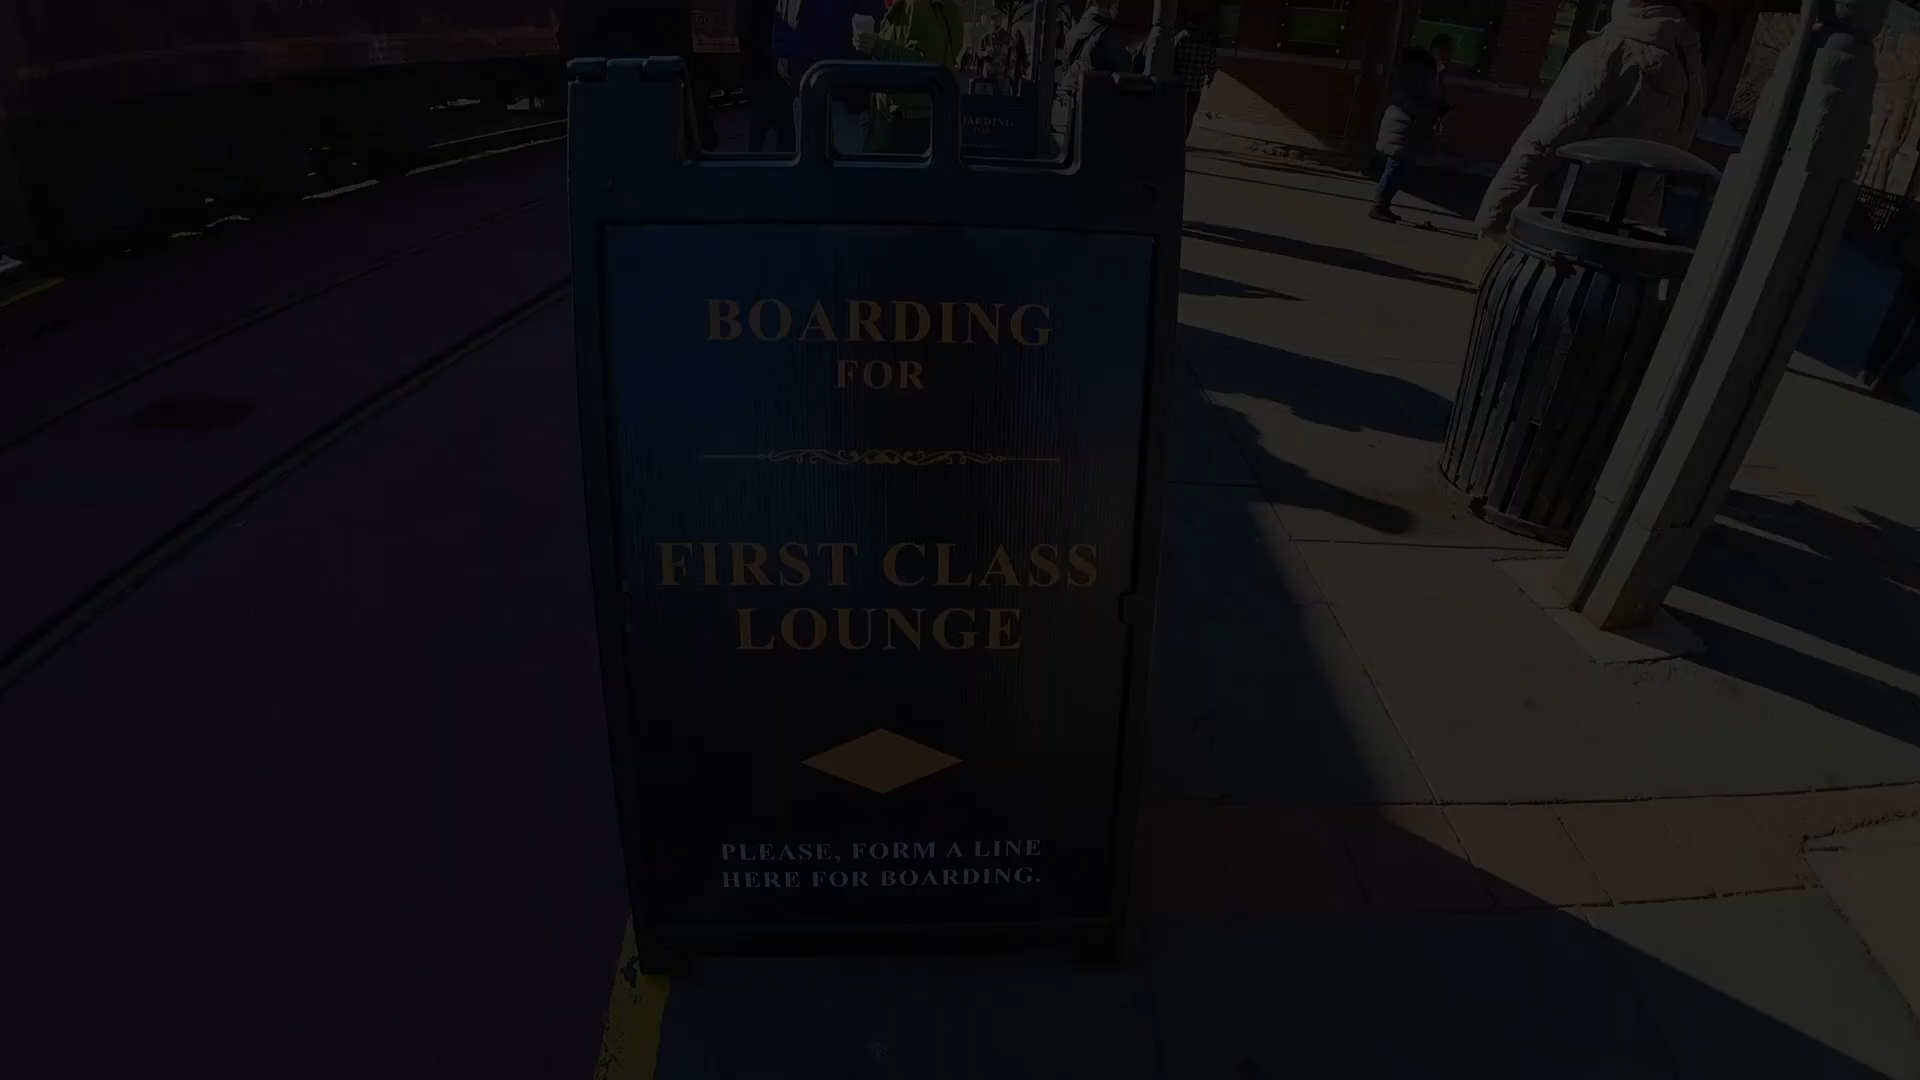 BOARDING
FOR
FIRST CLASS
LOUNGE
PLEASE, FORM A LINE
HERE FOR BOARDING.